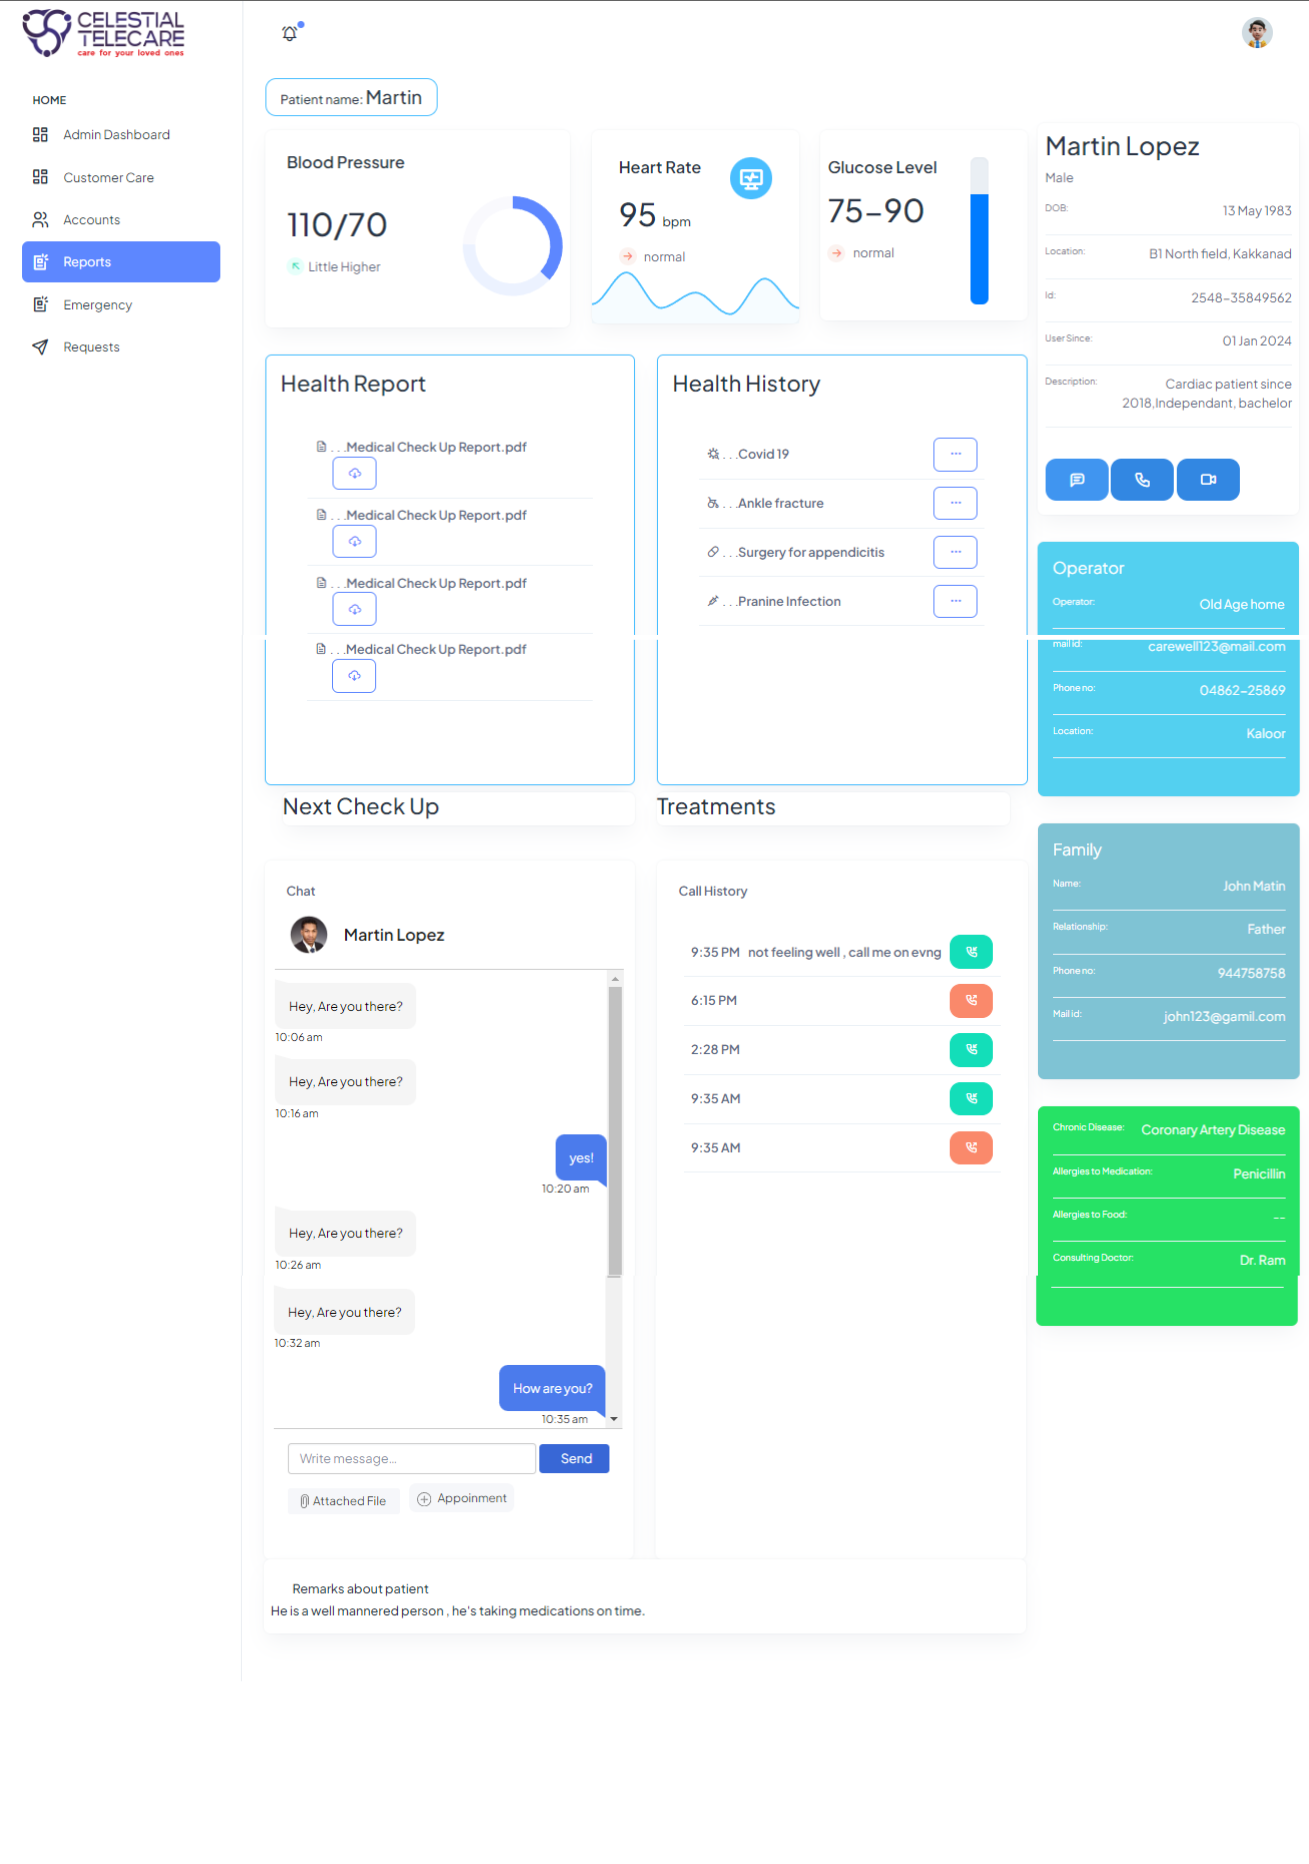 CELESTIAL
TELECARE
care for your loved ones
HOME
Admin Dashboard
Customer Care
Accounts
Reports
Emergency
Requests
Patient name: Martin
Blood Pressure
110/70
Little Higher
Heart Rate
95 bpm
normal
Glucose Level
75-90
normal
Martin Lopez
Male
DOB: 13 May 1983
Location: B1 North field, Kakkanad
Id: 2548-35849562
User Since: 01 Jan 2024
Description: Cardiac patient since
2018,Independant, bachelor
Health Report
. . .Medical Check Up Report.pdf
. . .Medical Check Up Report.pdf
. . .Medical Check Up Report.pdf
. . .Medical Check Up Report.pdf
Health History
. . .Covid 19
. . .Ankle fracture
. . .Surgery for appendicitis
. . .Pranine Infection
Operator
Operator: Old Age home
mail id: carewell123@mail.com
Phone no: 04862-25869
Location: Kaloor
Next Check Up
Treatments
Family
Name: John Matin
Relationship: Father
Phone no: 944758758
Mail id: john123@gamil.com
Chat
Martin Lopez
Hey, Are you there?
10:06 am
Hey, Are you there?
10:16 am
yes!
10:20 am
Hey, Are you there?
10:26 am
Hey, Are you there?
10:32 am
How are you?
10:35 am
Write message...
Send
Attached File
Appoinment
Call History
9:35 PM not feeling well , call me on evng
6:15 PM
2:28 PM
9:35 AM
9:35 AM
Chronic Disease: Coronary Artery Disease
Allergies to Medication: Penicillin
Allergies to Food: --
Consulting Doctor: Dr. Ram
Remarks about patient
He is a well mannered person , he's taking medications on time.